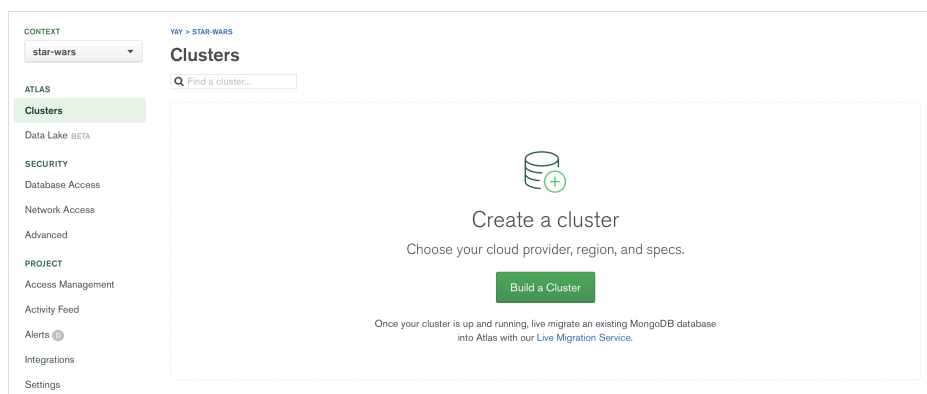 CONTEXT
star-wars
ATLAS
Clusters
Data Lake BETA
SECURITY
Database Access
Network Access
Advanced
PROJECT
Access Management
Activity Feed
Alerts 0
Integrations
Settings
YAY > STAR-WARS
Clusters
Find a cluster...
Create a cluster
Choose your cloud provider, region, and specs.
Build a Cluster
Once your cluster is up and running, live migrate an existing MongoDB database
into Atlas with our Live Migration Service.